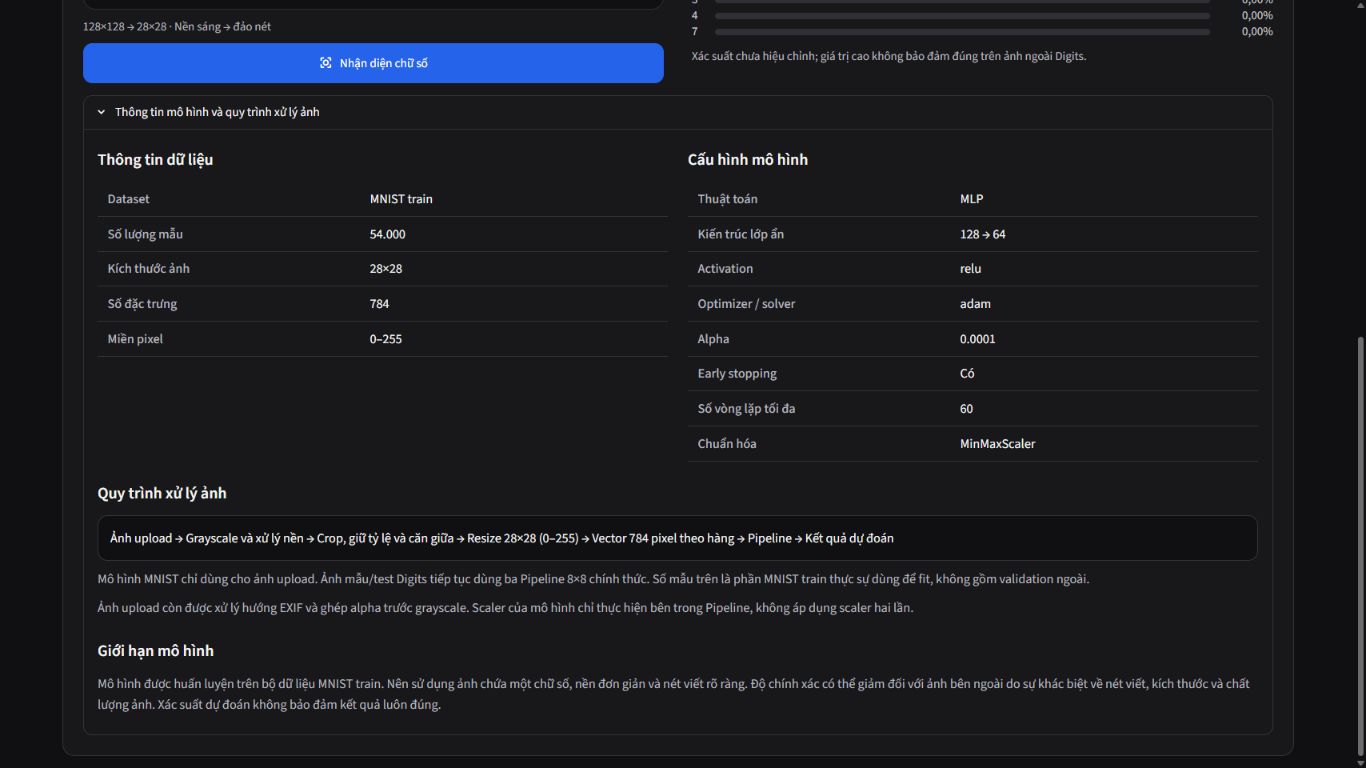 128×128 → 28×28 · Nền sáng → đảo nét
Nhận diện chữ số
0,00%
4 0,00%
7 0,00%
Xác suất chưa hiệu chỉnh; giá trị cao không bảo đảm đúng trên ảnh ngoài Digits.
Thông tin mô hình và quy trình xử lý ảnh
Thông tin dữ liệu
Dataset MNIST train
Số lượng mẫu 54.000
Kích thước ảnh 28×28
Số đặc trưng 784
Miền pixel 0–255
Cấu hình mô hình
Thuật toán MLP
Kiến trúc lớp ẩn 128 → 64
Activation relu
Optimizer / solver adam
Alpha 0.0001
Early stopping Có
Số vòng lặp tối đa 60
Chuẩn hóa MinMaxScaler
Quy trình xử lý ảnh
Ảnh upload → Grayscale và xử lý nền → Crop, giữ tỷ lệ và căn giữa → Resize 28×28 (0–255) → Vector 784 pixel theo hàng → Pipeline → Kết quả dự đoán
Mô hình MNIST chỉ dùng cho ảnh upload. Ảnh mẫu/test Digits tiếp tục dùng ba Pipeline 8×8 chính thức. Số mẫu trên là phần MNIST train thực sự dùng để fit, không gồm validation ngoài.
Ảnh upload còn được xử lý hướng EXIF và ghép alpha trước grayscale. Scaler của mô hình chỉ thực hiện bên trong Pipeline, không áp dụng scaler hai lần.
Giới hạn mô hình
Mô hình được huấn luyện trên bộ dữ liệu MNIST train. Nên sử dụng ảnh chứa một chữ số, nền đơn giản và nét viết rõ ràng. Độ chính xác có thể giảm đối với ảnh bên ngoài do sự khác biệt về nét viết, kích thước và chất
lượng ảnh. Xác suất dự đoán không bảo đảm kết quả luôn đúng.